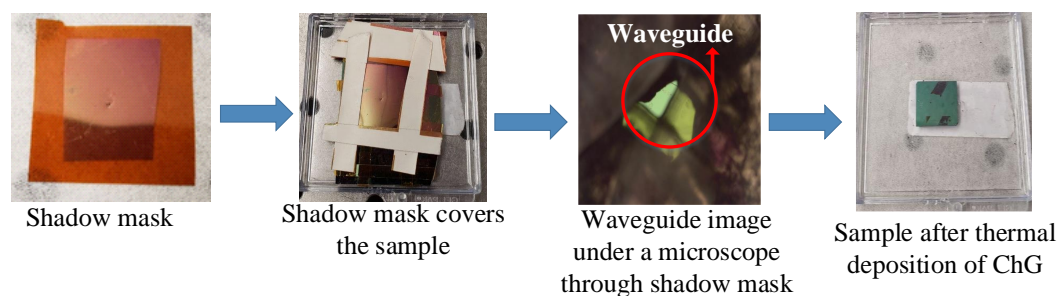 Waveguide
Shadow mask
Shadow mask covers
the sample
Waveguide image
under a microscope
through shadow mask
Sample after thermal
deposition of ChG